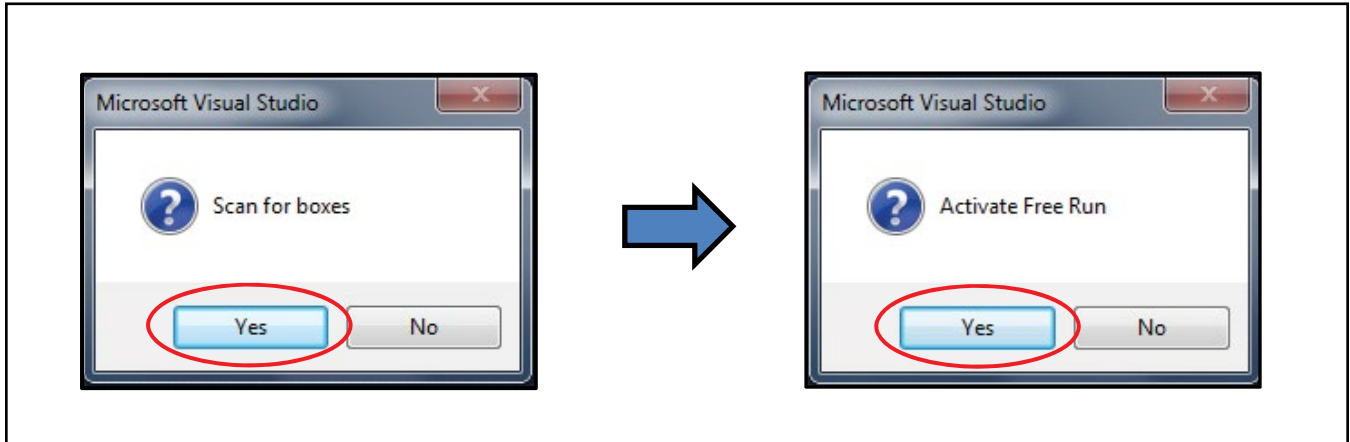 Microsoft Visual Studio
X
Scan for boxes
Yes No
Microsoft Visual Studio
X
Activate Free Run
Yes No